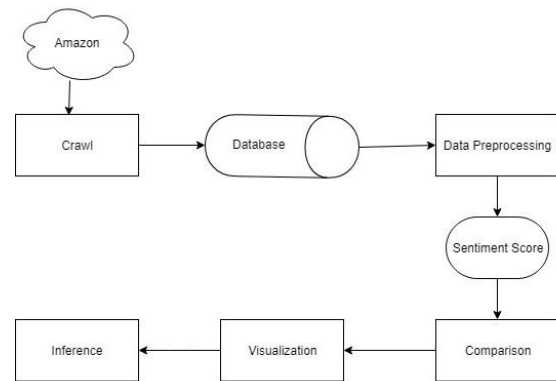 Amazon
Crawl
Database
Data Preprocessing
Sentiment Score
Comparison
Visualization
Inference